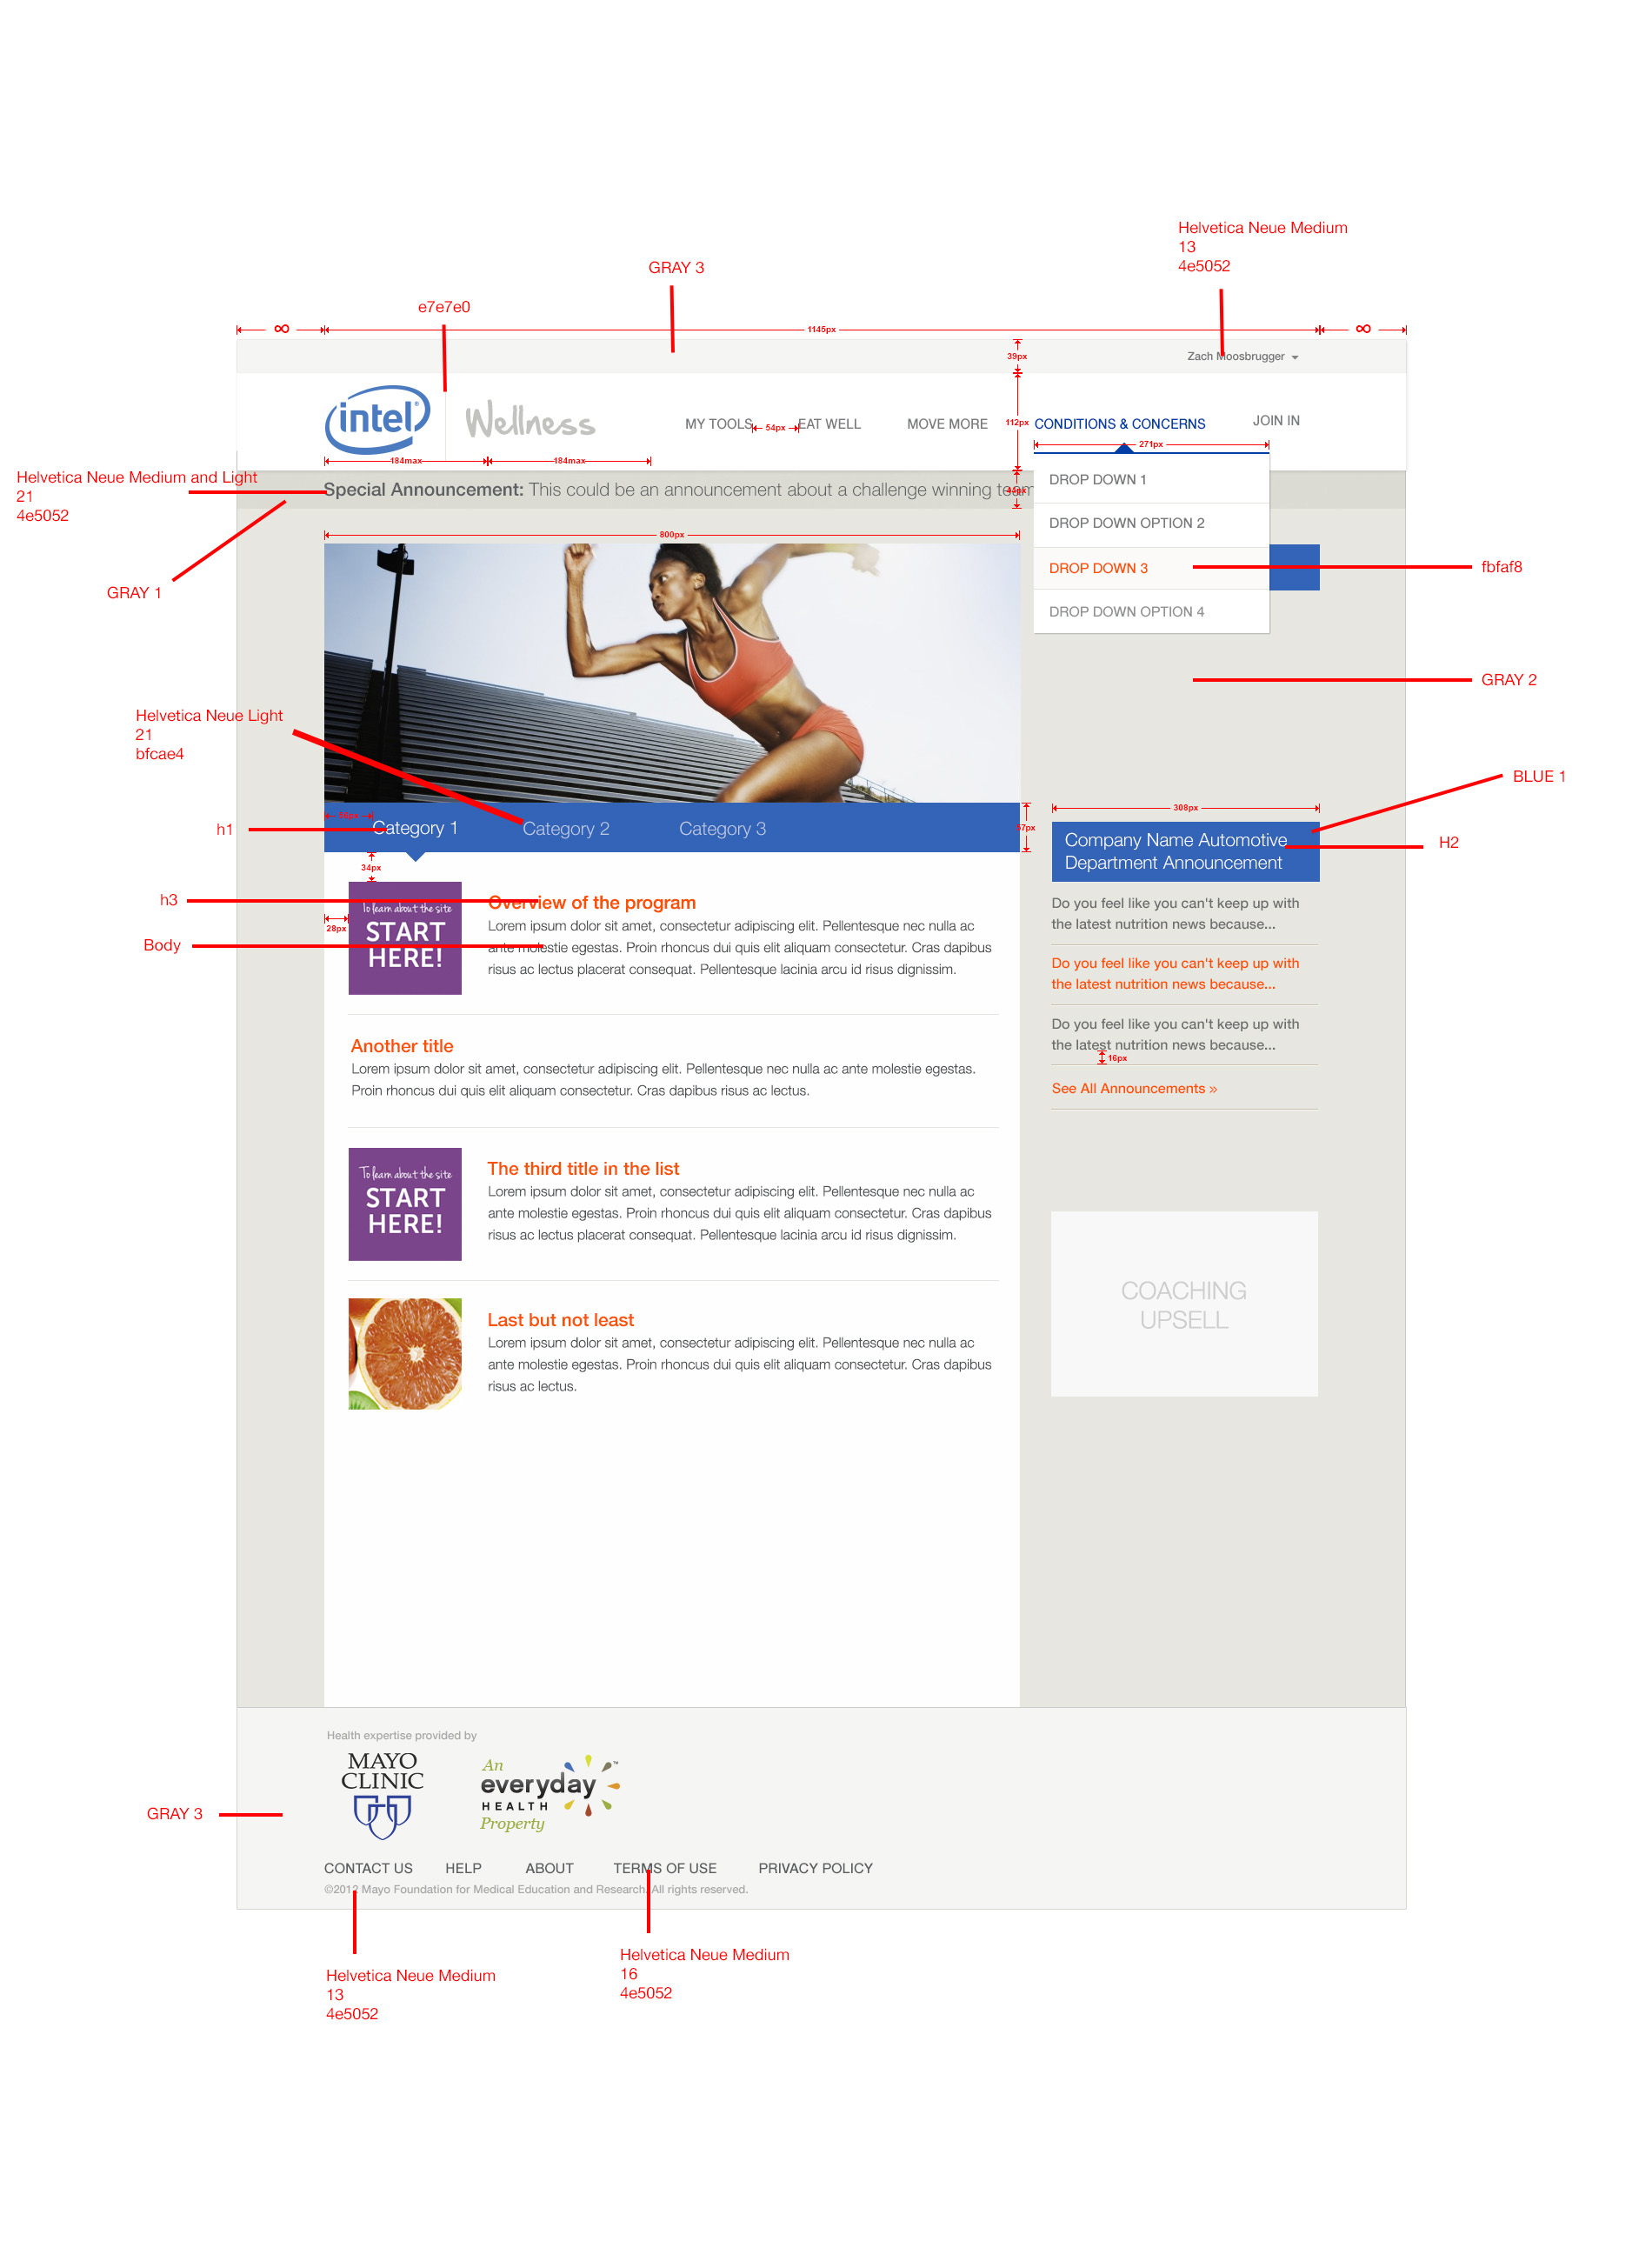 Helvetica Neue Medium
13
4e5052
GRAY 3
e7e7e0
∞
1145px
∞
39px
Zach Moosbrugger
intel
Wellness
MY TOOLS
54px
EAT WELL
MOVE MORE
112px
CONDITIONS & CONCERNS
JOIN IN
271px
184max
184max
Helvetica Neue Medium and Light
21
4e5052
Special Announcement: This could be an announcement about a challenge winning team
DROP DOWN 1
DROP DOWN OPTION 2
DROP DOWN 3
DROP DOWN OPTION 4
800px
fbfaf8
GRAY 1
GRAY 2
Helvetica Neue Light
21
bfcae4
BLUE 1
308px
h1
Category 1
Category 2
Category 3
57px
Company Name Automotive
Department Announcement
H2
34px
h3
28px
To learn about the site
START
HERE!
Overview of the program
Body
Lorem ipsum dolor sit amet, consectetur adipiscing elit. Pellentesque nec nulla ac
ante molestie egestas. Proin rhoncus dui quis elit aliquam consectetur. Cras dapibus
risus ac lectus placerat consequat. Pellentesque lacinia arcu id risus dignissim.
Do you feel like you can't keep up with
the latest nutrition news because...
Do you feel like you can't keep up with
the latest nutrition news because...
Do you feel like you can't keep up with
the latest nutrition news because...
16px
See All Announcements »
Another title
Lorem ipsum dolor sit amet, consectetur adipiscing elit. Pellentesque nec nulla ac ante molestie egestas.
Proin rhoncus dui quis elit aliquam consectetur. Cras dapibus risus ac lectus.
To learn about the site
START
HERE!
The third title in the list
Lorem ipsum dolor sit amet, consectetur adipiscing elit. Pellentesque nec nulla ac
ante molestie egestas. Proin rhoncus dui quis elit aliquam consectetur. Cras dapibus
risus ac lectus placerat consequat. Pellentesque lacinia arcu id risus dignissim.
COACHING
UPSELL
Last but not least
Lorem ipsum dolor sit amet, consectetur adipiscing elit. Pellentesque nec nulla ac
ante molestie egestas. Proin rhoncus dui quis elit aliquam consectetur. Cras dapibus
risus ac lectus.
Health expertise provided by
MAYO
CLINIC
An
everyday
HEALTH
Property
GRAY 3
CONTACT US
HELP
ABOUT
TERMS OF USE
PRIVACY POLICY
©2012 Mayo Foundation for Medical Education and Research. All rights reserved.
Helvetica Neue Medium
16
4e5052
Helvetica Neue Medium
13
4e5052